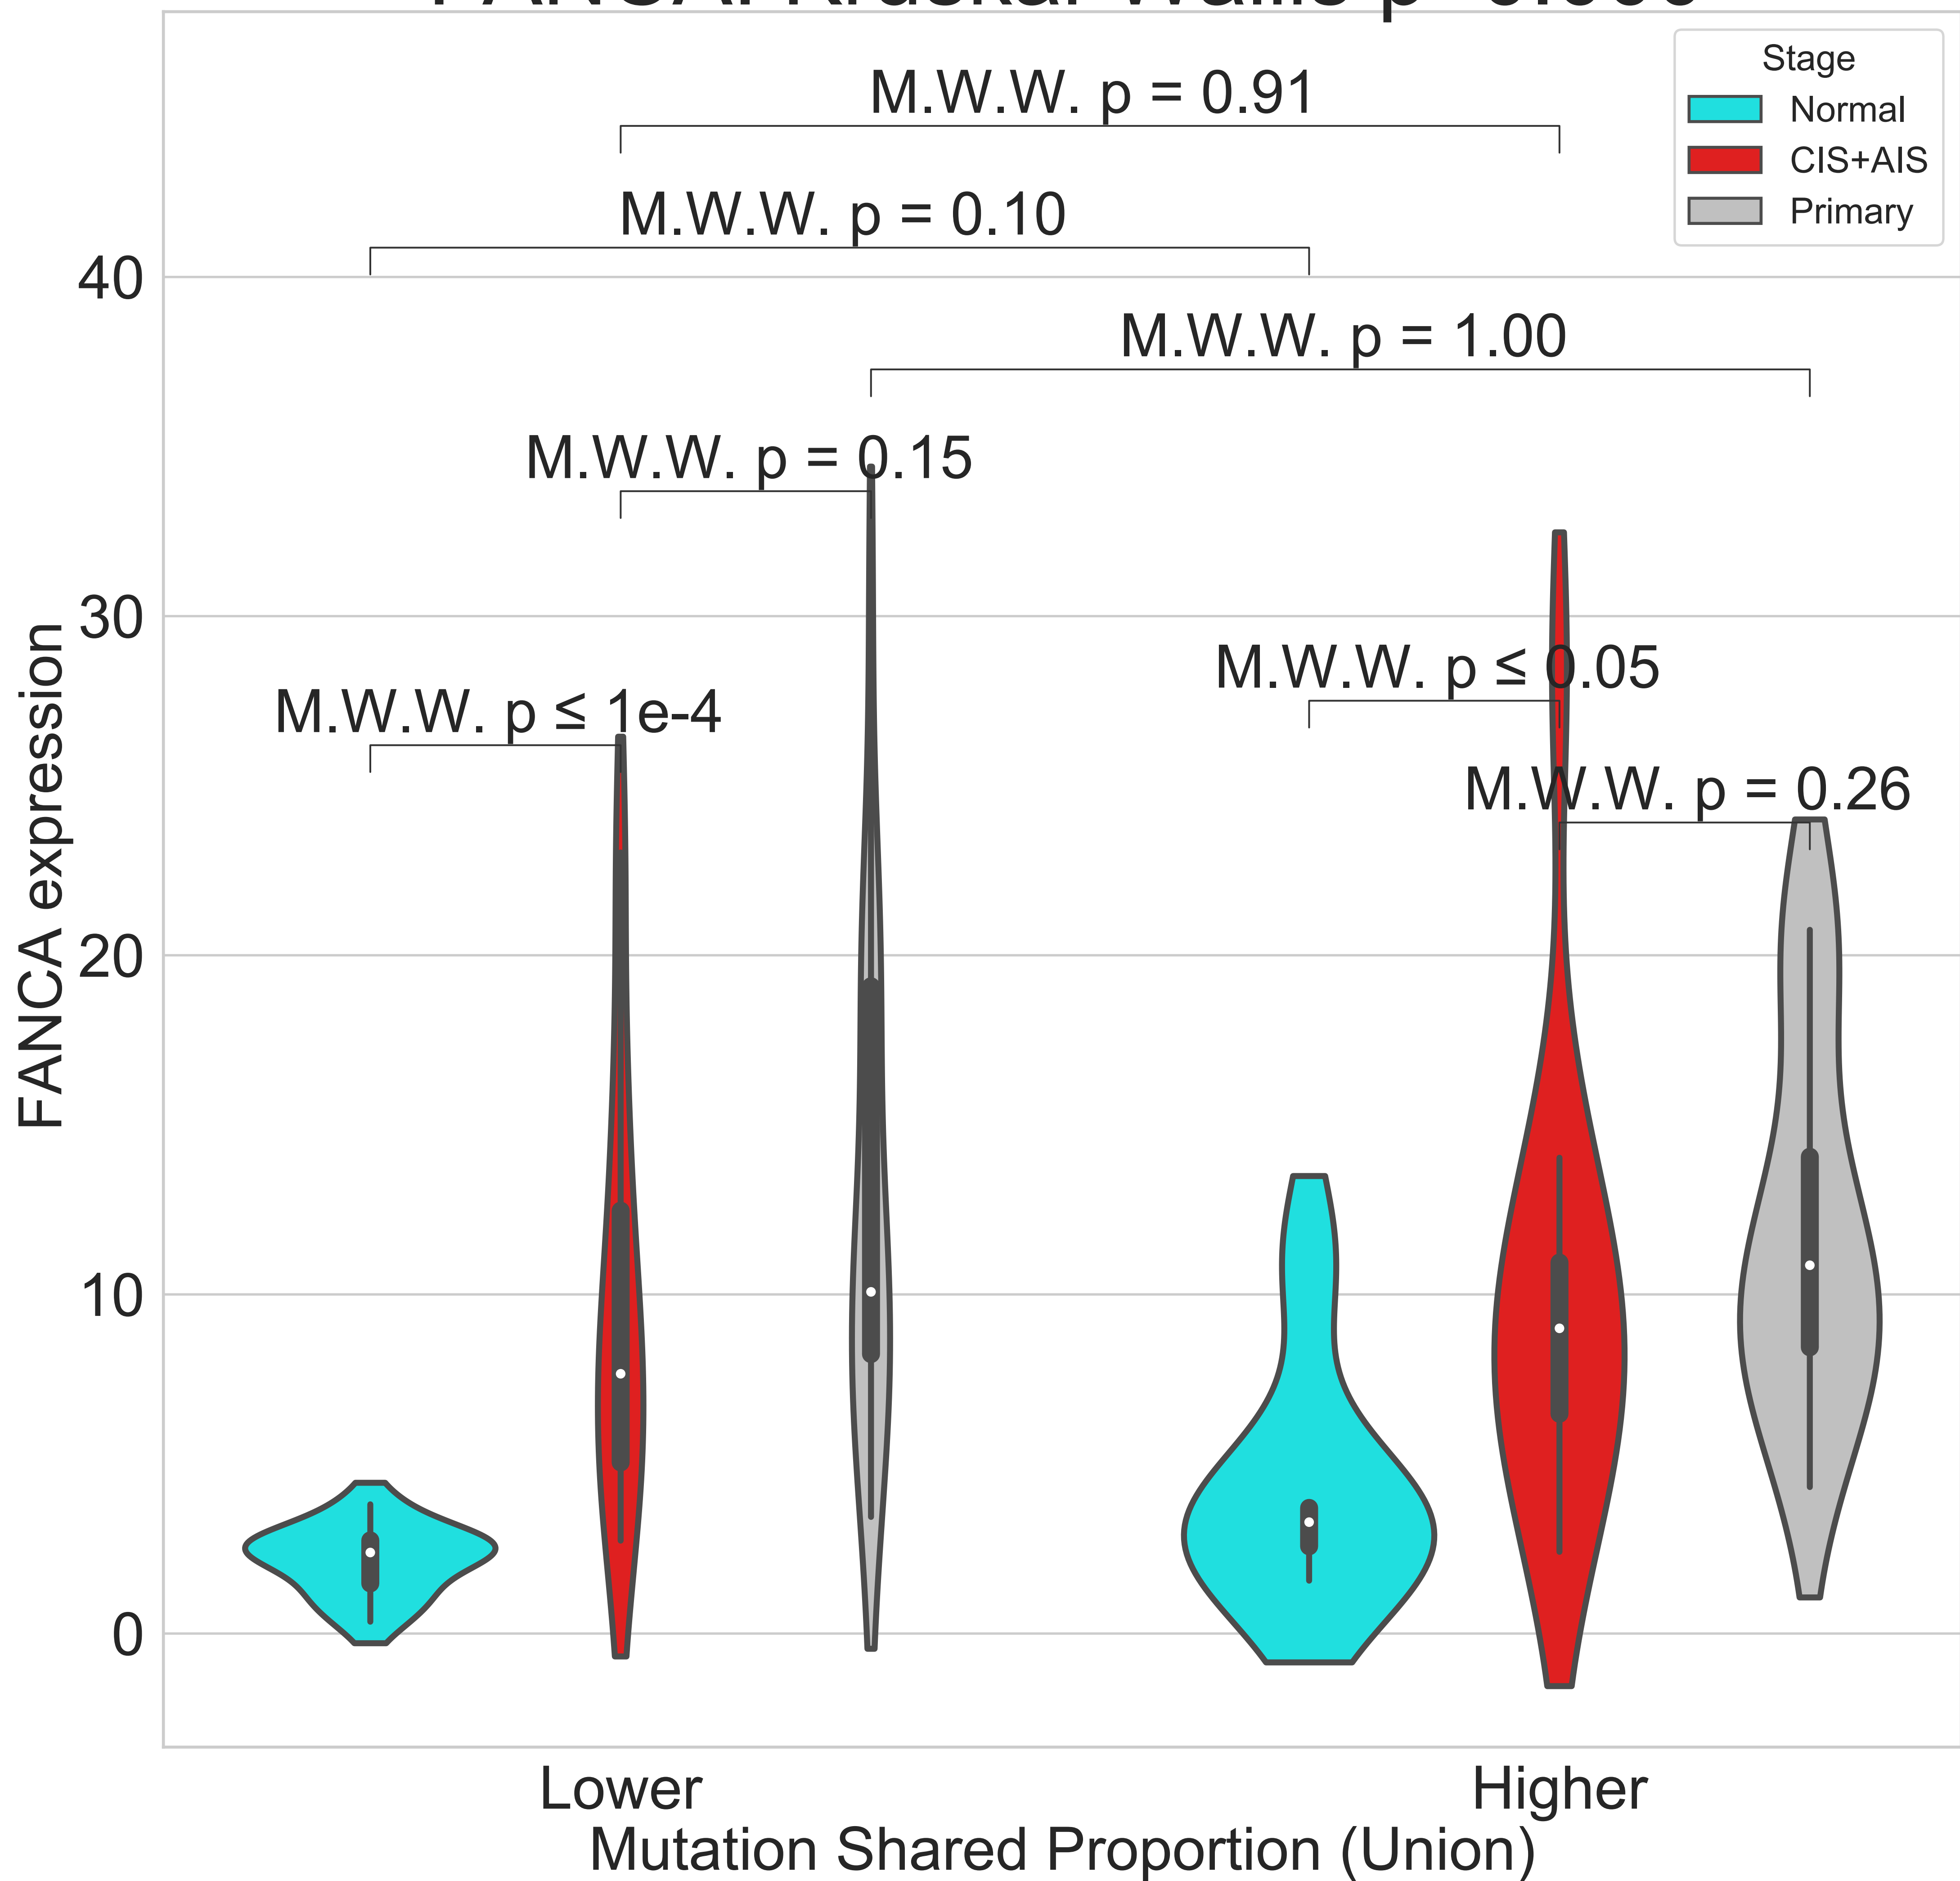 Stage
Normal
CIS+AIS
Primary
M.W.W. p = 0.91
M.W.W. p = 0.10
M.W.W. p = 1.00
M.W.W. p = 0.15
M.W.W. p ≤ 0.05
M.W.W. p ≤ 1e-4
M.W.W. p = 0.26
FANCA expression
40
30
20
10
0
Lower
Higher
Mutation Shared Proportion (Union)